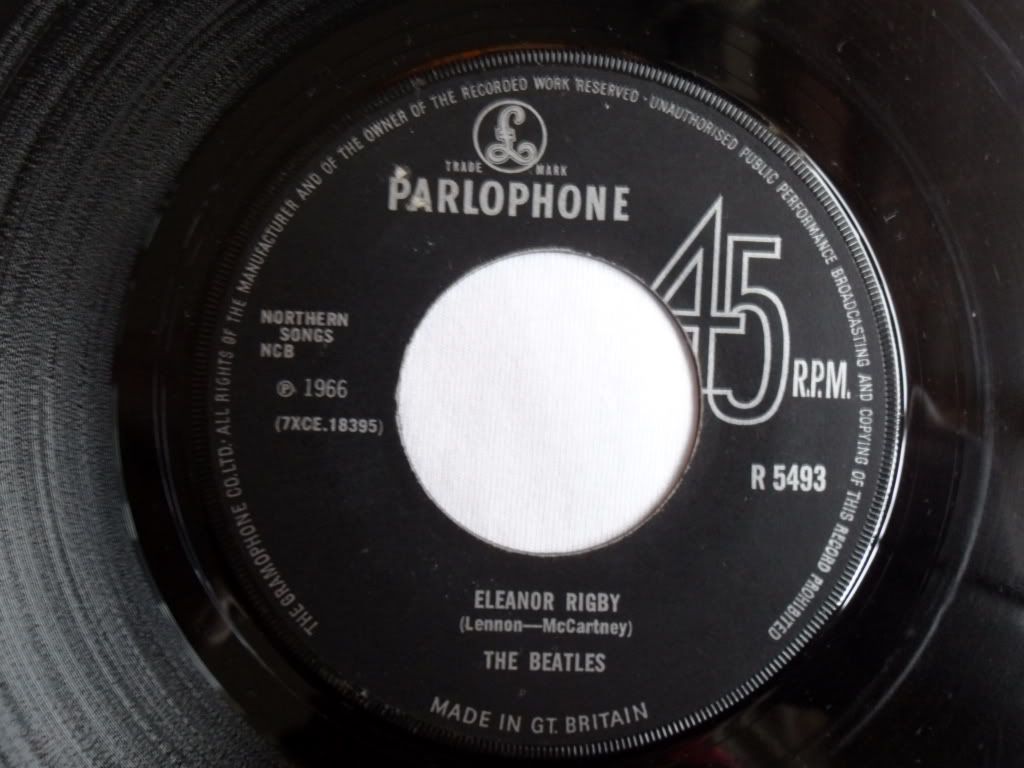 THE GRAMOPHONE CO. LTD. ALL RIGHTS OF THE MANUFACTURER AND OF THE OWNER OF THE RECORDED WORK RESERVED · UNAUTHORISED PUBLIC PERFORMANCE BROADCASTING AND COPYING OF THIS RECORD PROHIBITED
£
TRADE MARK
PARLOPHONE
45
R.P.M.
NORTHERN
SONGS
NCB
℗ 1966
(7XCE.18395)
R 5493
ELEANOR RIGBY
(Lennon—McCartney)
THE BEATLES
MADE IN GT. BRITAIN